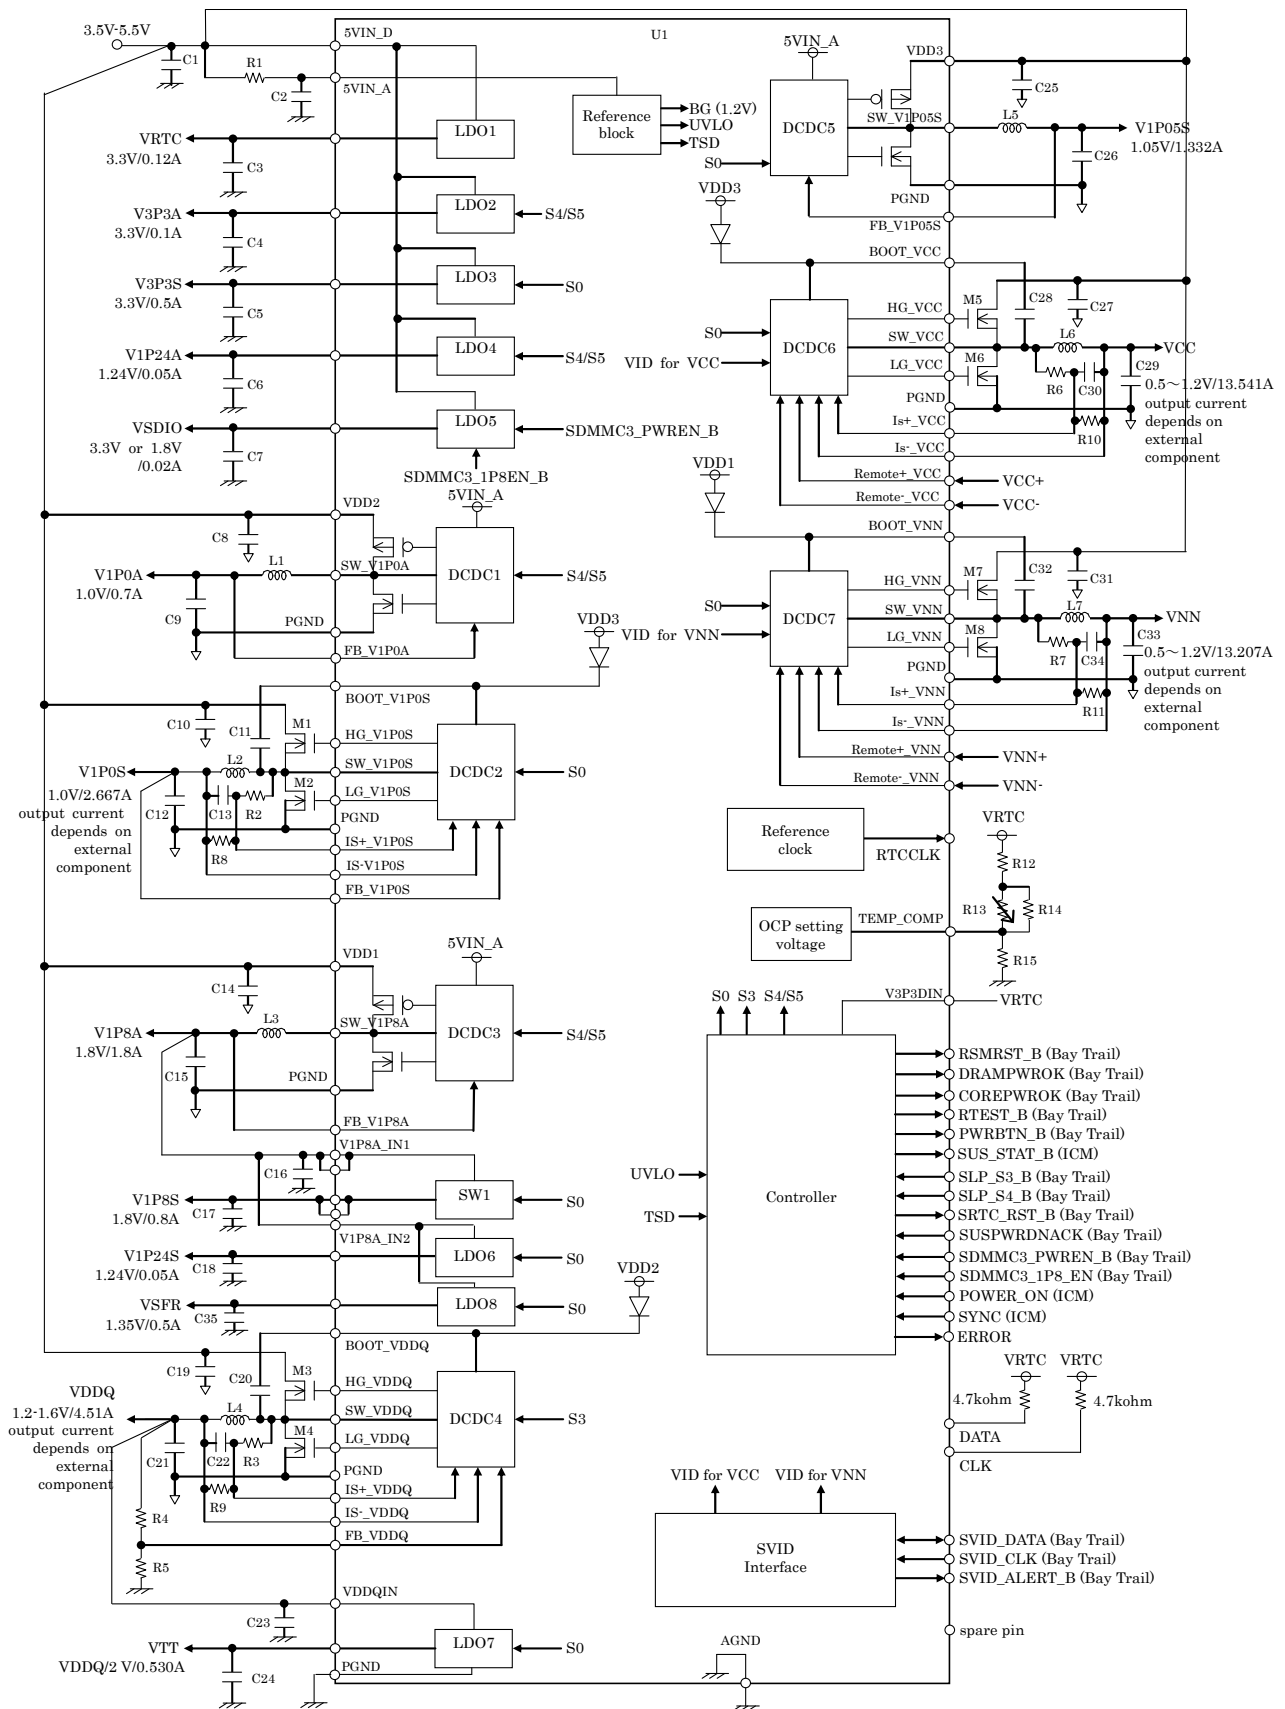 3.5V-5.5V
C1
R1
C2
5VIN_D
5VIN_A
U1
LDO1
VRTC
3.3V/0.12A
C3
LDO2
S4/S5
V3P3A
3.3V/0.1A
C4
LDO3
S0
V3P3S
3.3V/0.5A
C5
LDO4
S4/S5
V1P24A
1.24V/0.05A
C6
LDO5
SDMMC3_PWREN_B
VSDIO
3.3V or 1.8V
/0.02A
C7
SDMMC3_1P8EN_B
5VIN_A
VDD2
C8
L1
SW_V1P0A
DCDC1
S4/S5
V1P0A
1.0V/0.7A
C9
PGND
FB_V1P0A
VDD3
BOOT_V1P0S
C10
C11
M1
HG_V1P0S
L2
SW_V1P0S
DCDC2
S0
V1P0S
1.0V/2.667A
output current
depends on
external
component
C12
C13
R2
M2
LG_V1P0S
PGND
R8
IS+_V1P0S
IS-V1P0S
FB_V1P0S
5VIN_A
VDD1
C14
L3
SW_V1P8A
DCDC3
S4/S5
V1P8A
1.8V/1.8A
C15
PGND
FB_V1P8A
V1P8A_IN1
C16
SW1
S0
V1P8S
1.8V/0.8A
C17
V1P8A_IN2
LDO6
S0
V1P24S
1.24V/0.05A
C18
LDO8
S0
VSFR
1.35V/0.5A
C35
VDD2
BOOT_VDDQ
C19
C20
M3
HG_VDDQ
L4
SW_VDDQ
DCDC4
S3
VDDQ
1.2-1.6V/4.51A
output current
depends on
external
component
C21
C22
R3
M4
LG_VDDQ
PGND
R9
IS+_VDDQ
IS-_VDDQ
FB_VDDQ
R4
R5
VDDQIN
C23
LDO7
S0
VTT
VDDQ/2 V/0.530A
C24
PGND
Reference
block
BG (1.2V)
UVLO
TSD
5VIN_A
VDD3
C25
DCDC5
SW_V1P05S
L5
V1P05S
1.05V/1.332A
C26
S0
PGND
FB_V1P05S
VDD3
BOOT_VCC
C28
C27
M5
HG_VCC
L6
SW_VCC
VCC
DCDC6
S0
VID for VCC
M6
LG_VCC
R6
C30
C29
0.5～1.2V/13.541A
output current
depends on
external
component
PGND
Is+_VCC
R10
Is-_VCC
Remote+_VCC
VCC+
Remote-_VCC
VCC-
VDD1
BOOT_VNN
C32
C31
M7
HG_VNN
L7
SW_VNN
VNN
DCDC7
S0
VID for VNN
M8
LG_VNN
R7
C34
C33
0.5～1.2V/13.207A
output current
depends on
external
component
PGND
Is+_VNN
R11
Is-_VNN
Remote+_VNN
VNN+
Remote-_VNN
VNN-
Reference
clock
RTCCLK
VRTC
R12
R13
R14
R15
OCP setting
voltage
TEMP_COMP
S0
S3
S4/S5
V3P3DIN
VRTC
Controller
UVLO
TSD
RSMRST_B (Bay Trail)
DRAMPWROK (Bay Trail)
COREPWROK (Bay Trail)
RTEST_B (Bay Trail)
PWRBTN_B (Bay Trail)
SUS_STAT_B (ICM)
SLP_S3_B (Bay Trail)
SLP_S4_B (Bay Trail)
SRTC_RST_B (Bay Trail)
SUSPWRDNACK (Bay Trail)
SDMMC3_PWREN_B (Bay Trail)
SDMMC3_1P8_EN (Bay Trail)
POWER_ON (ICM)
SYNC (ICM)
ERROR
VRTC
VRTC
4.7kohm
4.7kohm
DATA
CLK
VID for VCC
VID for VNN
SVID
Interface
SVID_DATA (Bay Trail)
SVID_CLK (Bay Trail)
SVID_ALERT_B (Bay Trail)
spare pin
AGND